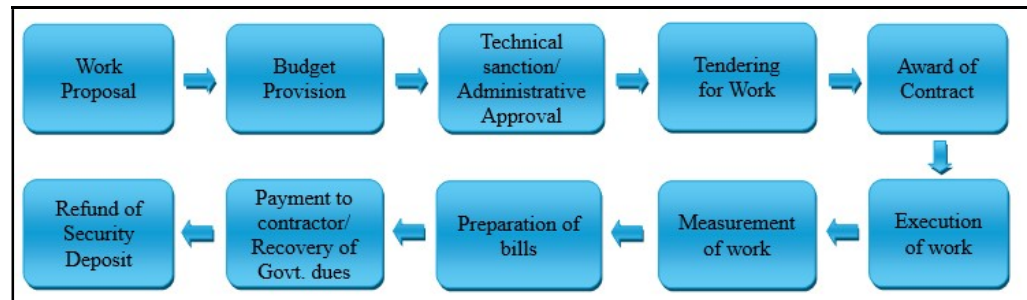 Work
Proposal
Budget
Provision
Technical
sanction/
Administrative
Approval
Tendering
for Work
Award of
Contract
Execution
of work
Measurement
of work
Preparation of
bills
Payment to
contractor/
Recovery of
Govt. dues
Refund of
Security
Deposit